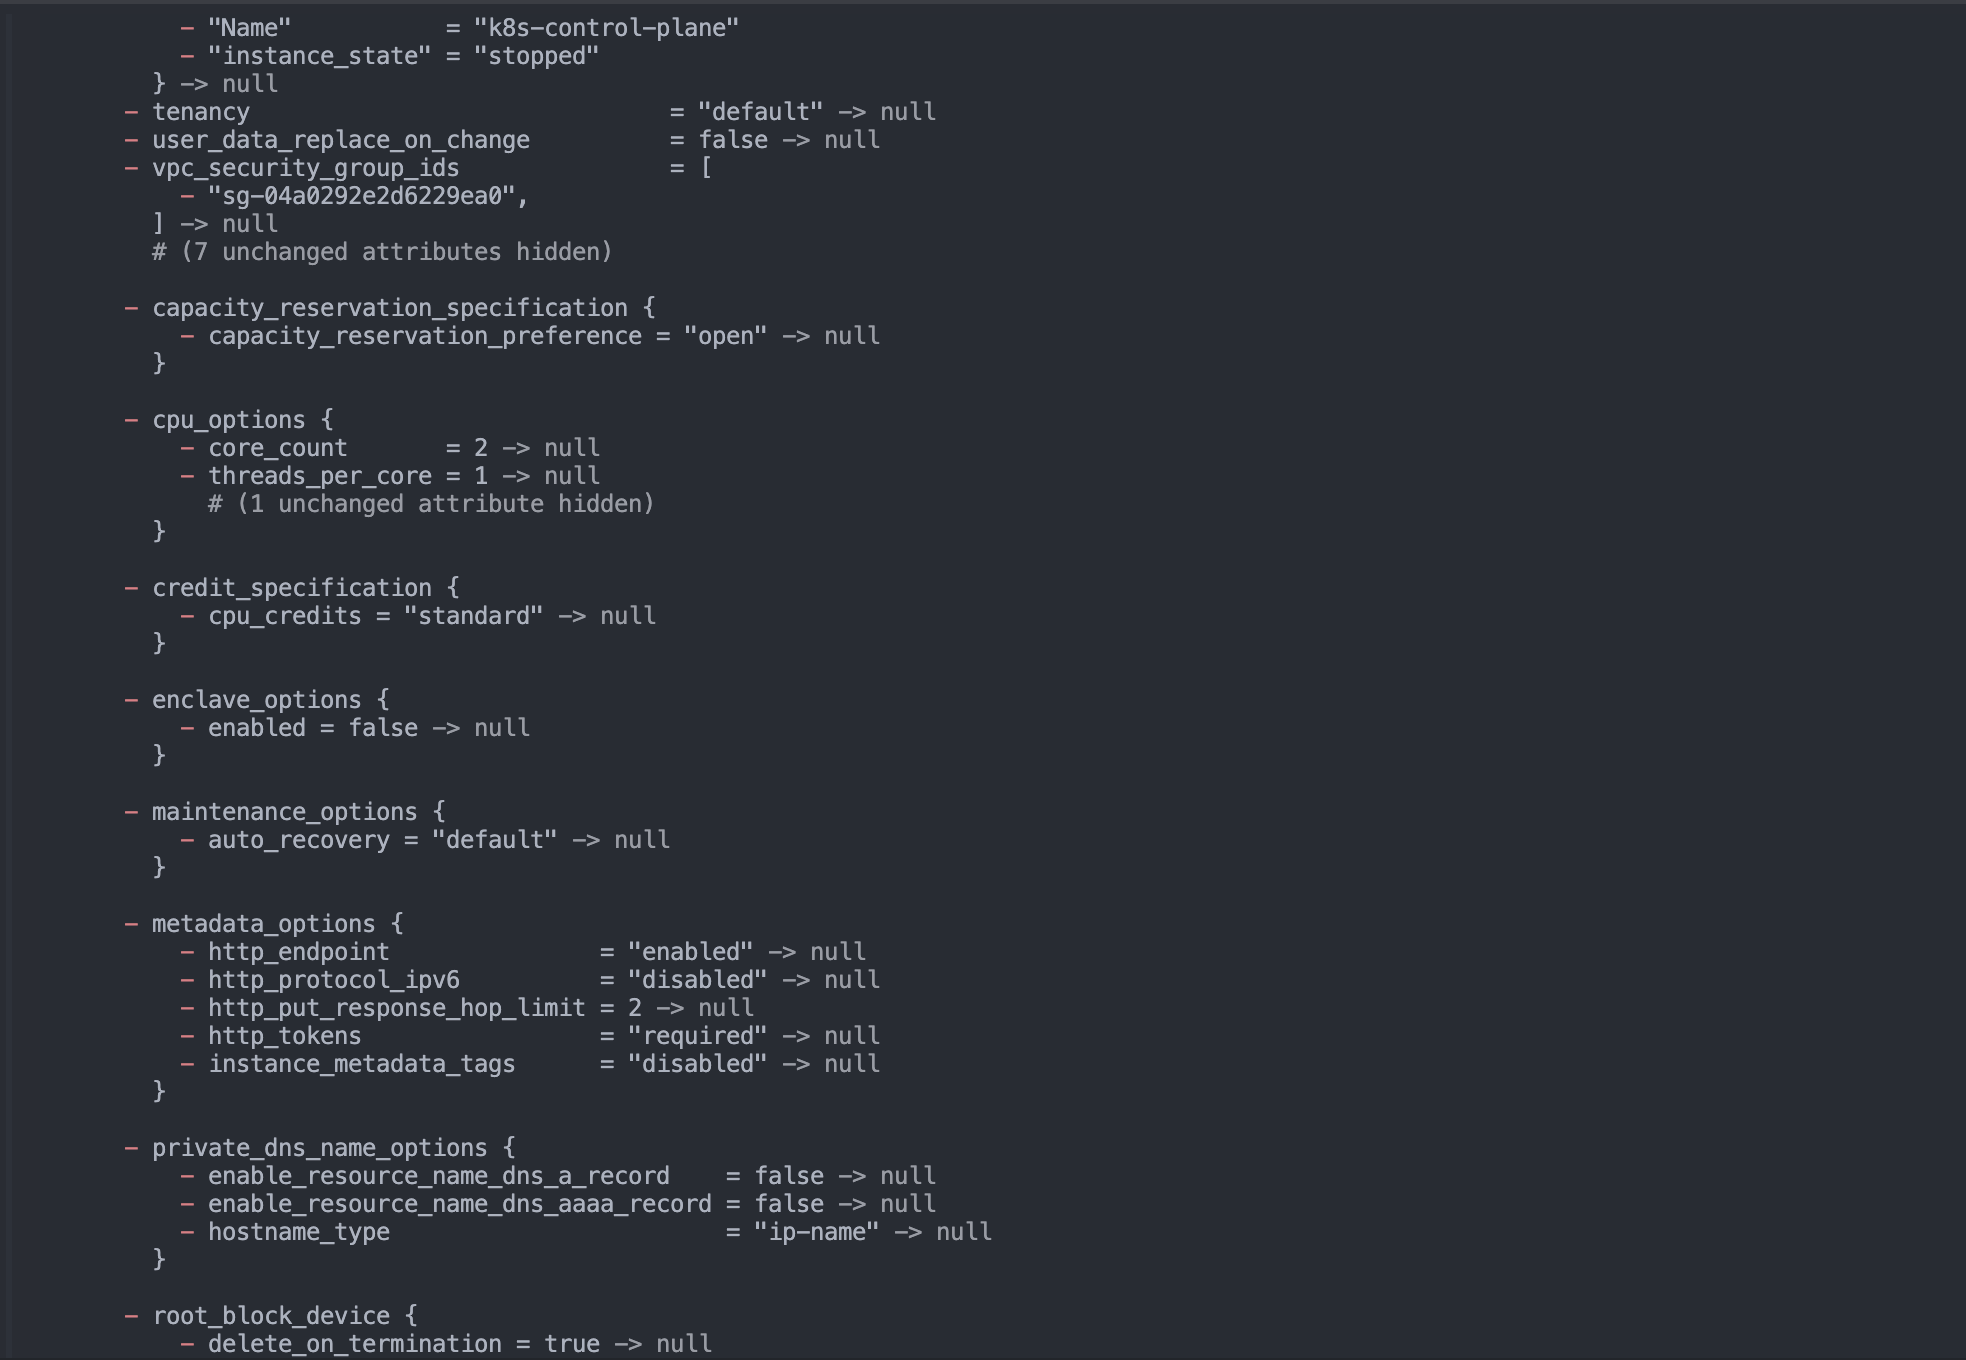 - "Name"           = "k8s-control-plane"
- "instance_state" = "stopped"
} -> null
- tenancy                              = "default" -> null
- user_data_replace_on_change          = false -> null
- vpc_security_group_ids               = [
- "sg-04a0292e2d6229ea0",
] -> null
# (7 unchanged attributes hidden)
- capacity_reservation_specification {
- capacity_reservation_preference = "open" -> null
}
- cpu_options {
- core_count       = 2 -> null
- threads_per_core = 1 -> null
# (1 unchanged attribute hidden)
}
- credit_specification {
- cpu_credits = "standard" -> null
}
- enclave_options {
- enabled = false -> null
}
- maintenance_options {
- auto_recovery = "default" -> null
}
- metadata_options {
- http_endpoint               = "enabled" -> null
- http_protocol_ipv6          = "disabled" -> null
- http_put_response_hop_limit = 2 -> null
- http_tokens                 = "required" -> null
- instance_metadata_tags      = "disabled" -> null
}
- private_dns_name_options {
- enable_resource_name_dns_a_record    = false -> null
- enable_resource_name_dns_aaaa_record = false -> null
- hostname_type                        = "ip-name" -> null
}
- root_block_device {
- delete_on_termination = true -> null